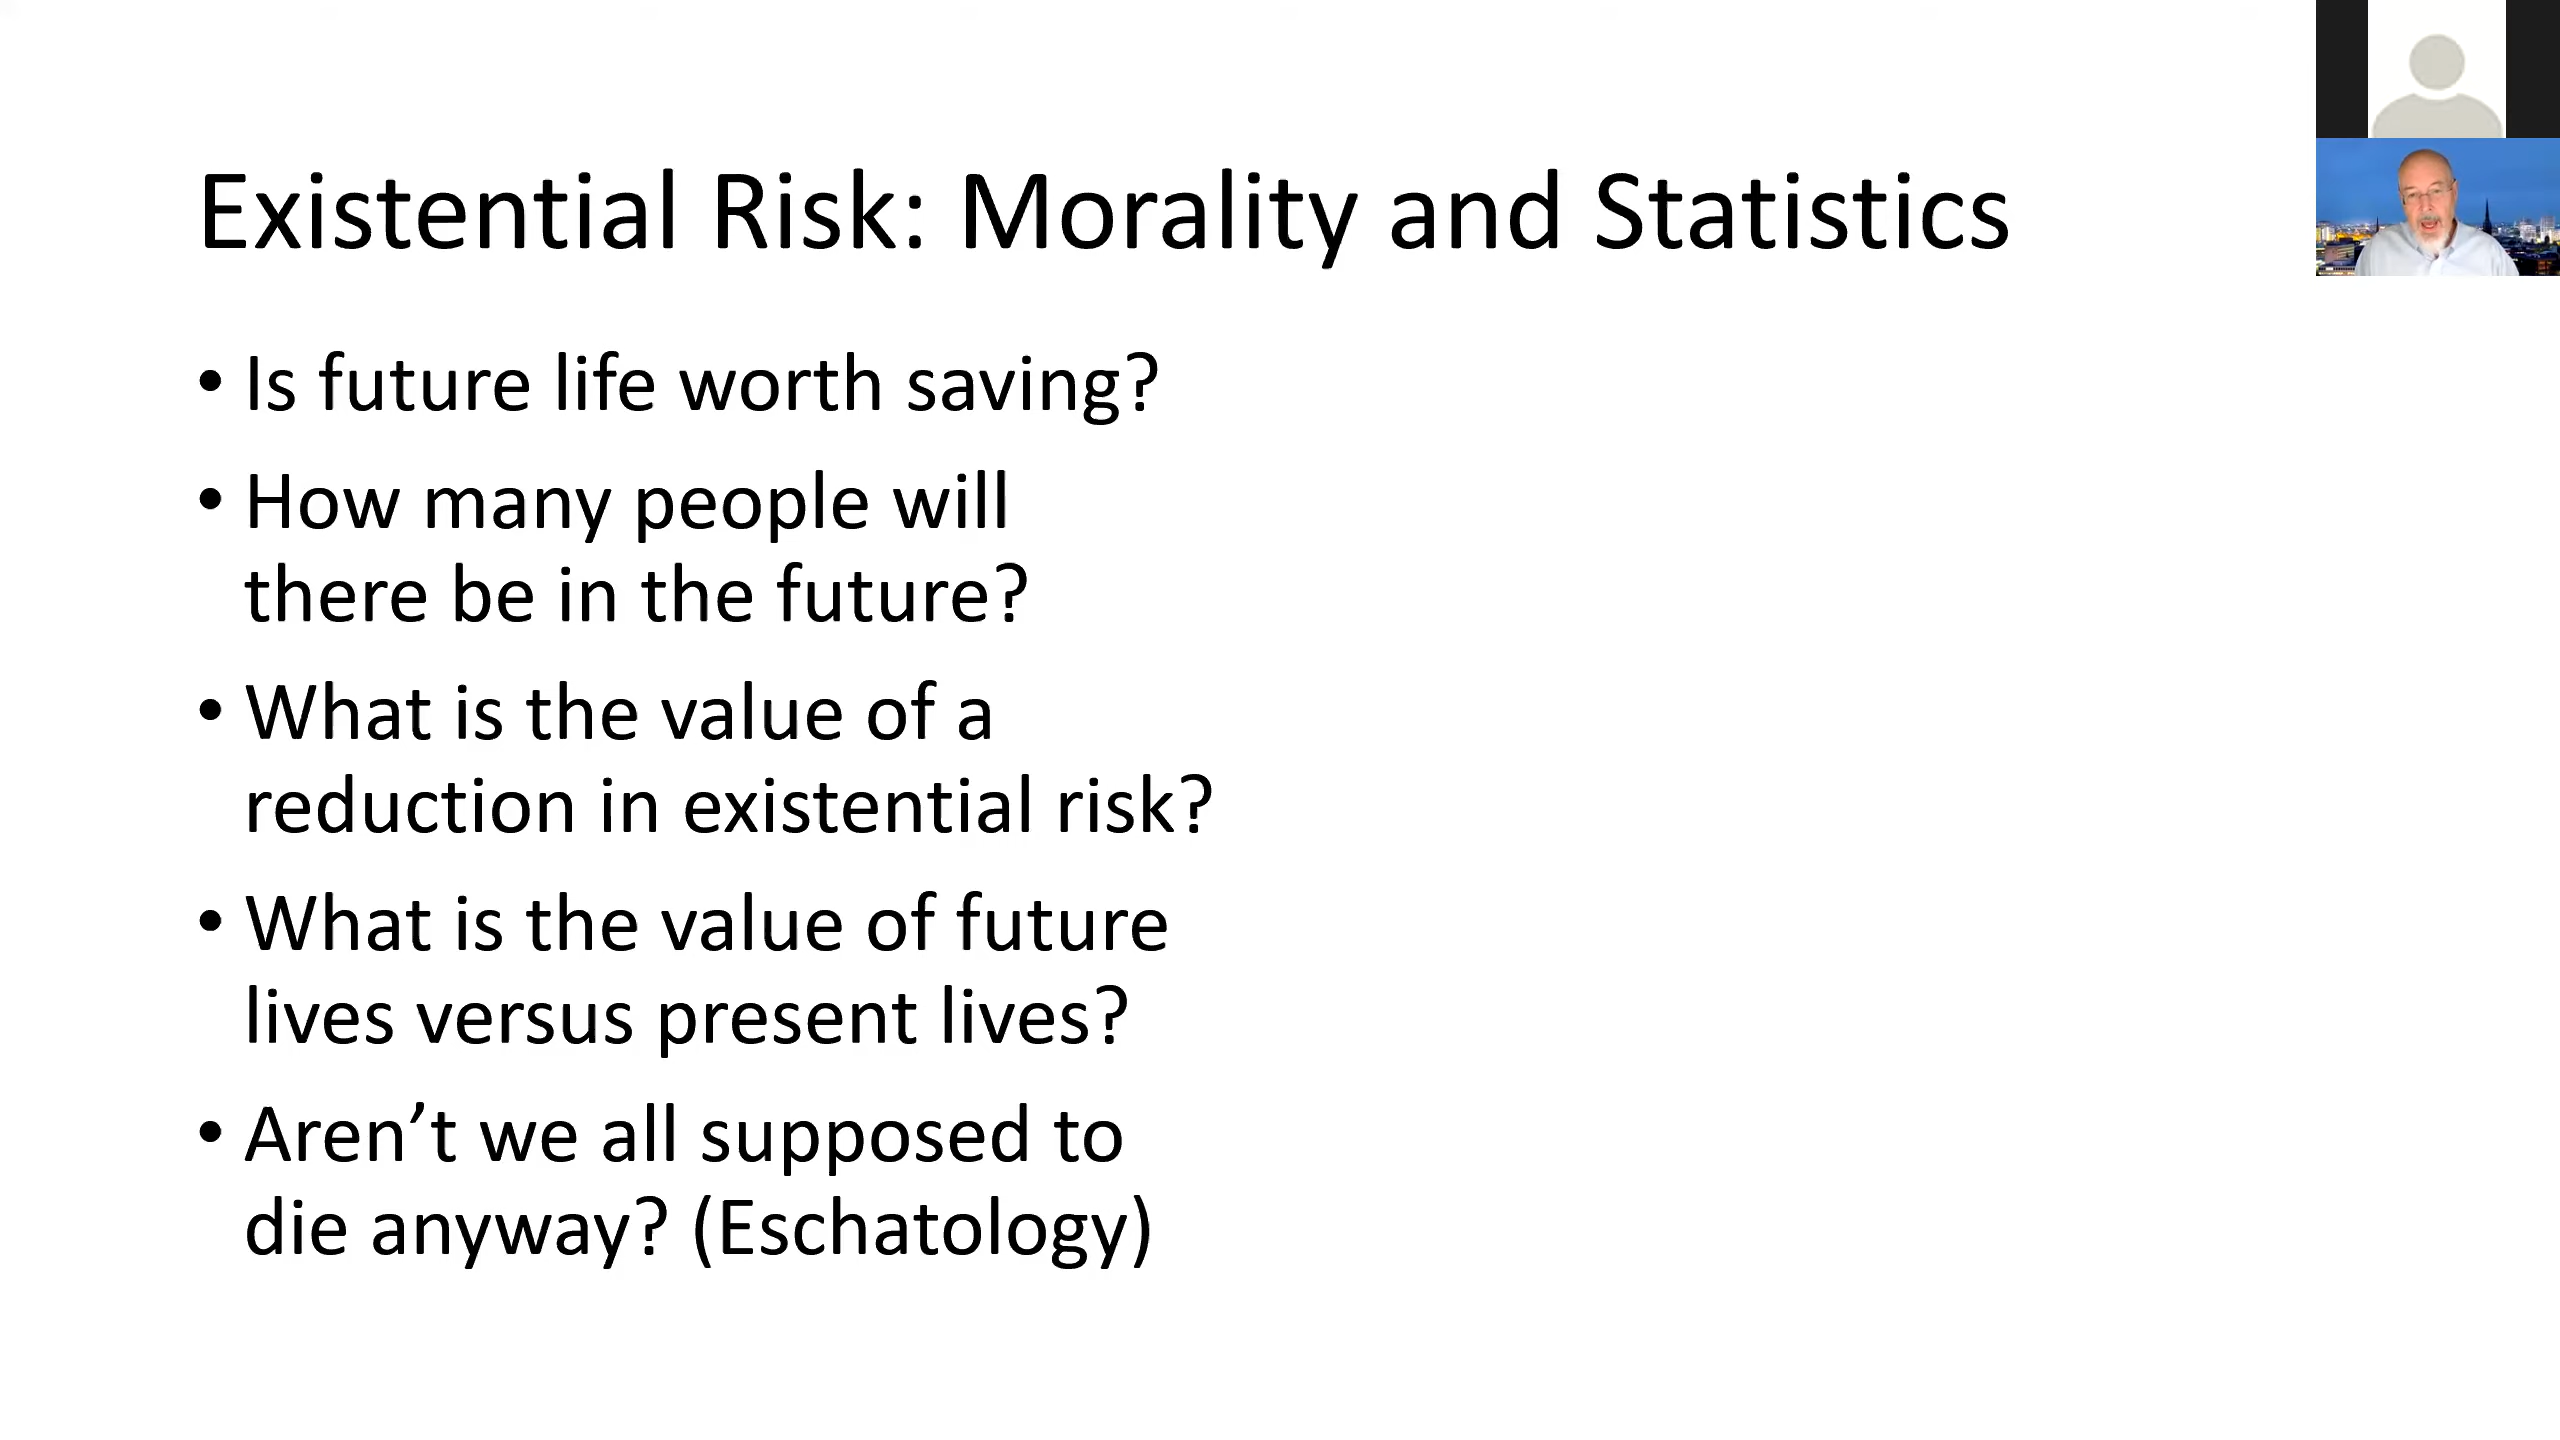 Existential Risk: Morality and Statistics
• Is future life worth saving?
• How many people will
there be in the future?
• What is the value of a
reduction in existential risk?
• What is the value of future
lives versus present lives?
• Aren’t we all supposed to
die anyway? (Eschatology)